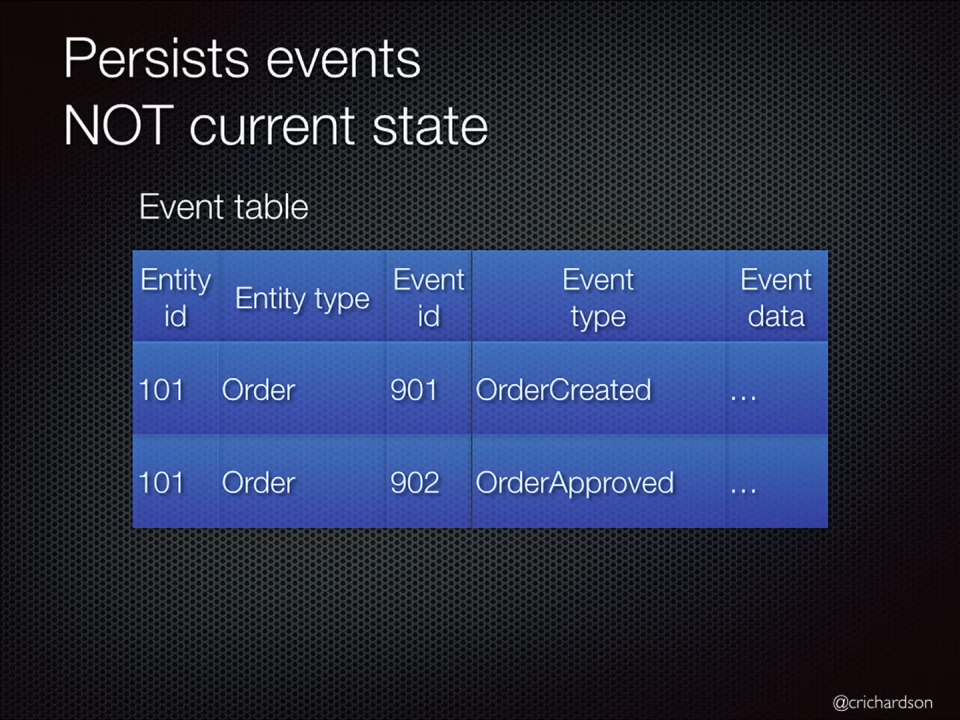 Persists events
NOT current state
Event table
Entity id Entity type Event id Event type Event data
101 Order 901 OrderCreated …
101 Order 902 OrderApproved …
@crichardson